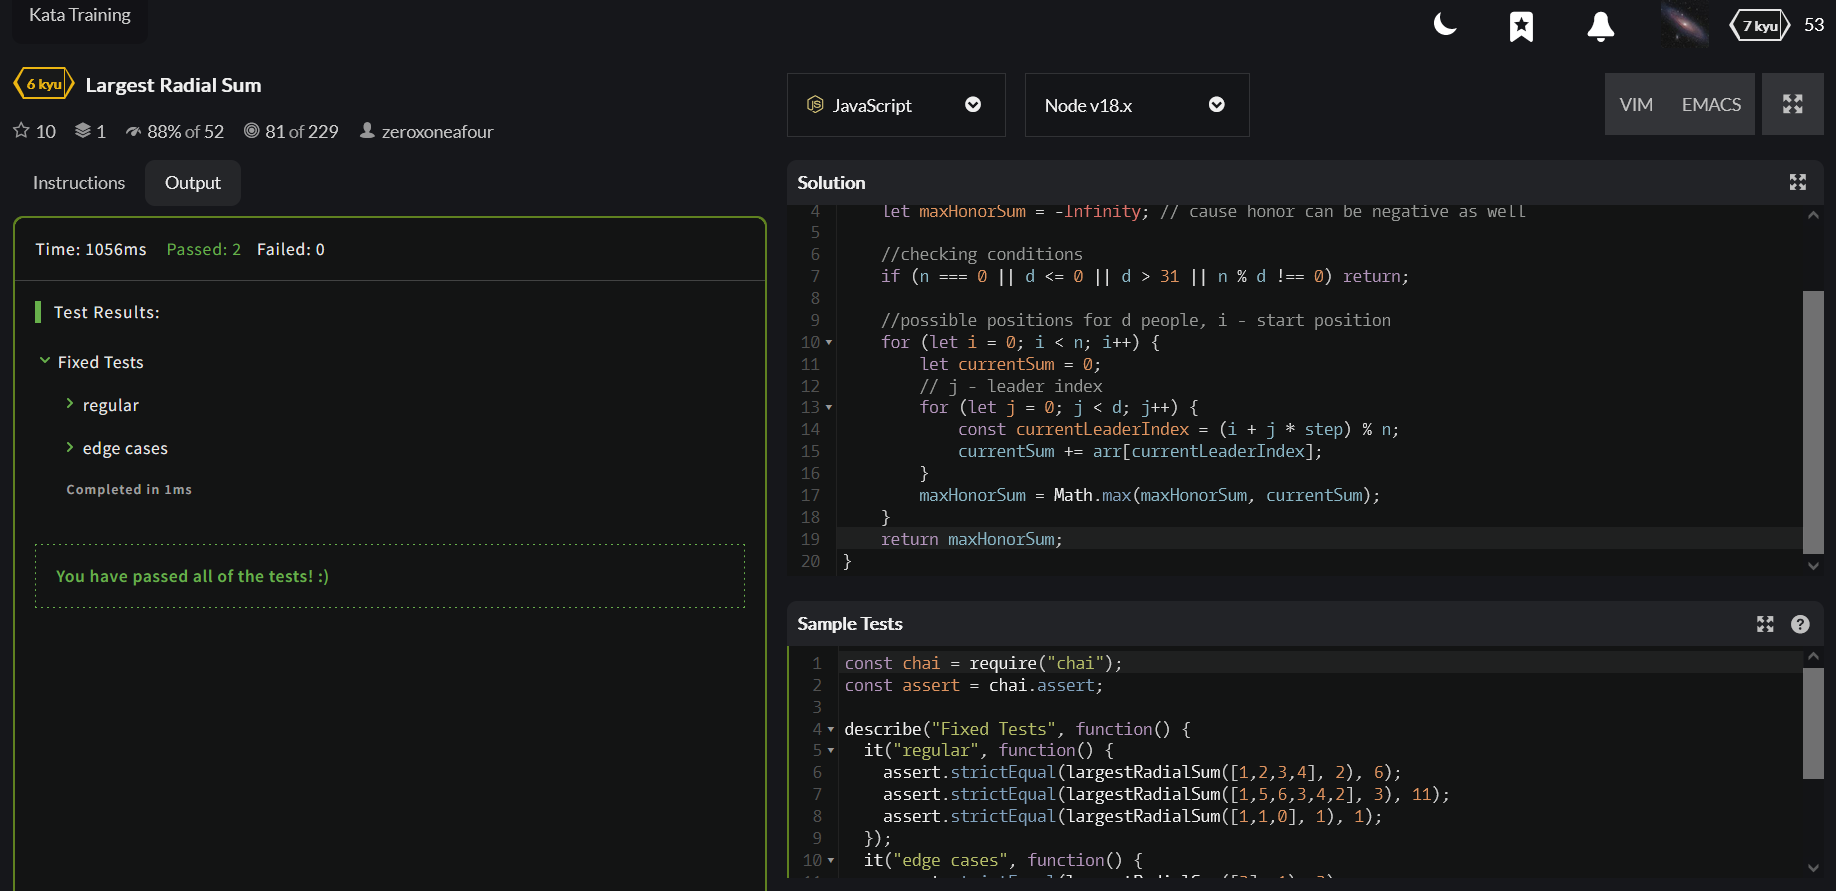 Kata Training
7 kyu 53
6 kyu Largest Radial Sum
10 1 88% of 52 81 of 229 zeroxoneafour
JavaScript
Node v18.x
VIM EMACS
Instructions
Output
Time: 1056ms Passed: 2 Failed: 0
Test Results:
Fixed Tests
regular
edge cases
Completed in 1ms
You have passed all of the tests! :)
Solution
4 let maxHonorSum = -Infinity; // cause honor can be negative as well
5
6 //checking conditions
7 if (n === 0 || d <= 0 || d > 31 || n % d !== 0) return;
8
9 //possible positions for d people, i - start position
10 for (let i = 0; i < n; i++) {
11 let currentSum = 0;
12 // j - leader index
13 for (let j = 0; j < d; j++) {
14 const currentLeaderIndex = (i + j * step) % n;
15 currentSum += arr[currentLeaderIndex];
16 }
17 maxHonorSum = Math.max(maxHonorSum, currentSum);
18 }
19 return maxHonorSum;
20 }
Sample Tests
?
1 const chai = require("chai");
2 const assert = chai.assert;
3
4 describe("Fixed Tests", function() {
5 it("regular", function() {
6 assert.strictEqual(largestRadialSum([1,2,3,4], 2), 6);
7 assert.strictEqual(largestRadialSum([1,5,6,3,4,2], 3), 11);
8 assert.strictEqual(largestRadialSum([1,1,0], 1), 1);
9 });
10 it("edge cases", function() {